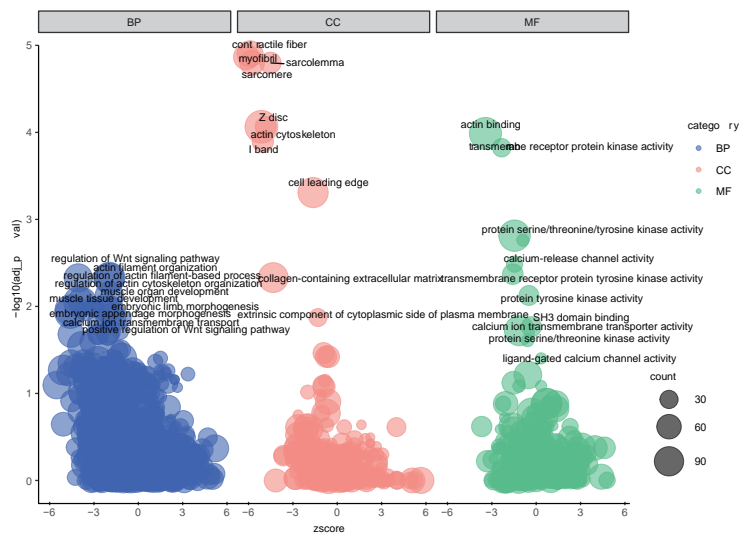 BP CC MF
contractile fiber
myofibril
sarcolemma
sarcomere
Z disc
actin cytoskeleton
I band
cell leading edge
collagen-containing extracellular matrix
extrinsic component of cytoplasmic side of plasma membrane
regulation of Wnt signaling pathway
actin filament organization
regulation of actin filament-based process
regulation of actin cytoskeleton organization
muscle organ development
muscle tissue development
embryonic limb morphogenesis
embryonic appendage morphogenesis
calcium ion transmembrane transport
positive regulation of Wnt signaling pathway
actin binding
transmembrane receptor protein kinase activity
protein serine/threonine/tyrosine kinase activity
calcium-release channel activity
transmembrane receptor protein tyrosine kinase activity
protein tyrosine kinase activity
SH3 domain binding
calcium ion transmembrane transporter activity
protein serine/threonine kinase activity
ligand-gated calcium channel activity
5
4
3
2
1
0
−log10(adj_p val)
−6 −3 0 3 6 −6 −3 0 3 6 −6 −3 0 3 6
zscore
catego ry
BP
CC
MF
count
30
60
90